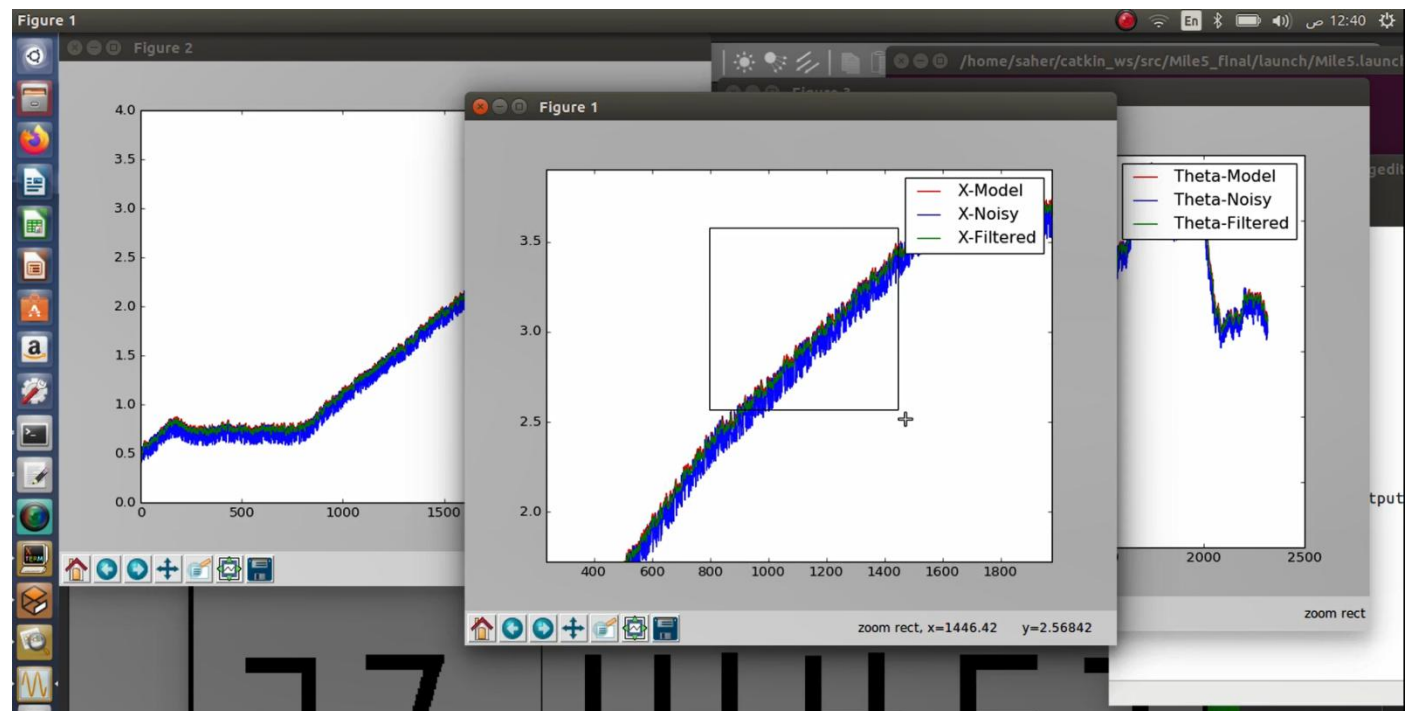 Figure 1
En
12:40 ص
Figure 2
/home/saher/catkin_ws/src/Mile5_final/launch/Mile5.launc
Figure 1
gedit
4.0
3.5
3.0
2.5
2.0
1.5
1.0
0.5
0.0
0
500
1000
1500
X-Model
X-Noisy
X-Filtered
3.5
3.0
2.5
2.0
400
600
800
1000
1200
1400
1600
1800
zoom rect, x=1446.42 y=2.56842
Theta-Model
Theta-Noisy
Theta-Filtered
2000
2500
tput
zoom rect